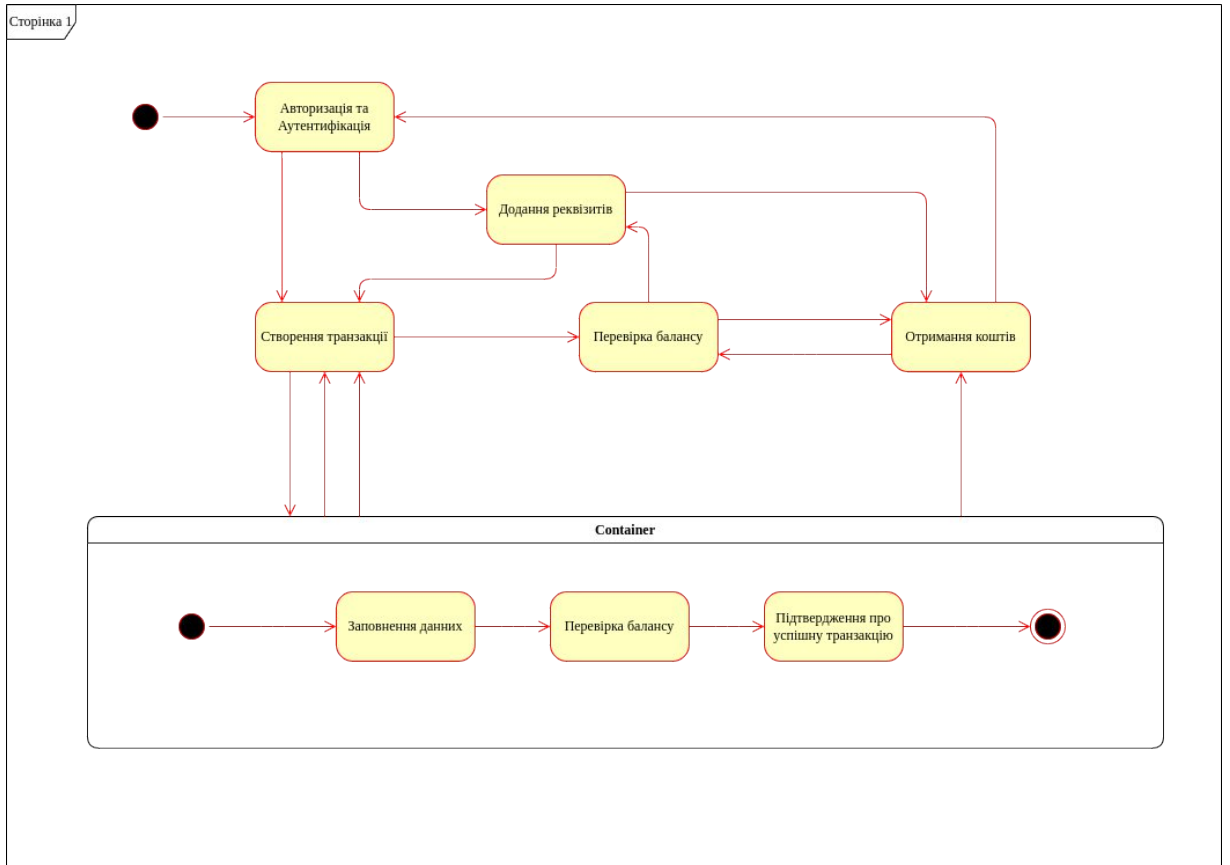 Сторінка 1
Авторизація та
Аутентифікація
Додання реквізитів
Створення транзакції
Перевірка балансу
Отримання коштів
Container
Заповнення данних
Перевірка балансу
Підтвердження про
успішну транзакцію